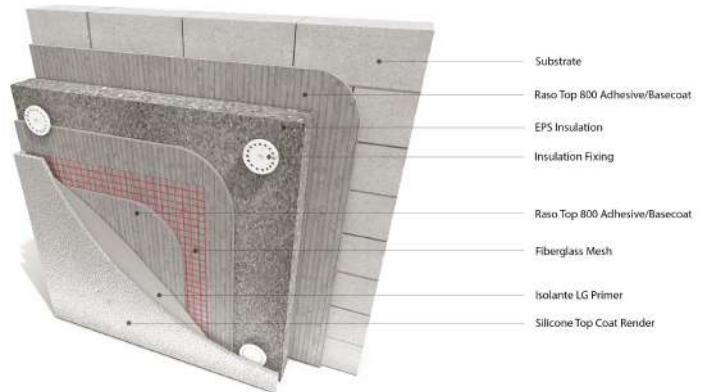 Substrate
Raso Top 800 Adhesive/Basecoat
EPS Insulation
Insulation Fixing
Raso Top 800 Adhesive/Basecoat
Fiberglass Mesh
Isolante LG Primer
Silicone Top Coat Render